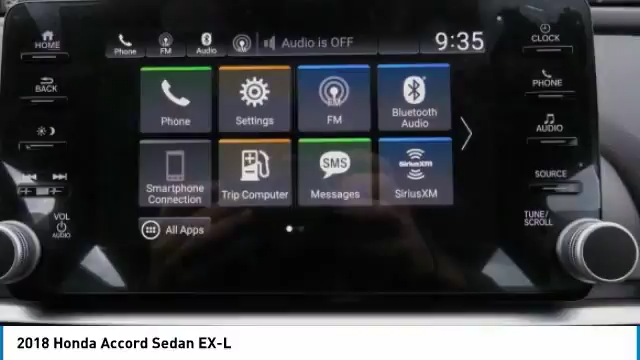 HOME
Phone
FM
Audio
Audio is OFF
9:35
CLOCK
BACK
PHONE
Phone
Settings
FM
Bluetooth
Audio
AUDIO
Smartphone
Connection
Trip Computer
SMS
Messages
SiriusXM
SiriusXM
SOURCE
VOL
AUDIO
All Apps
TUNE/
SCROLL
2018 Honda Accord Sedan EX-L